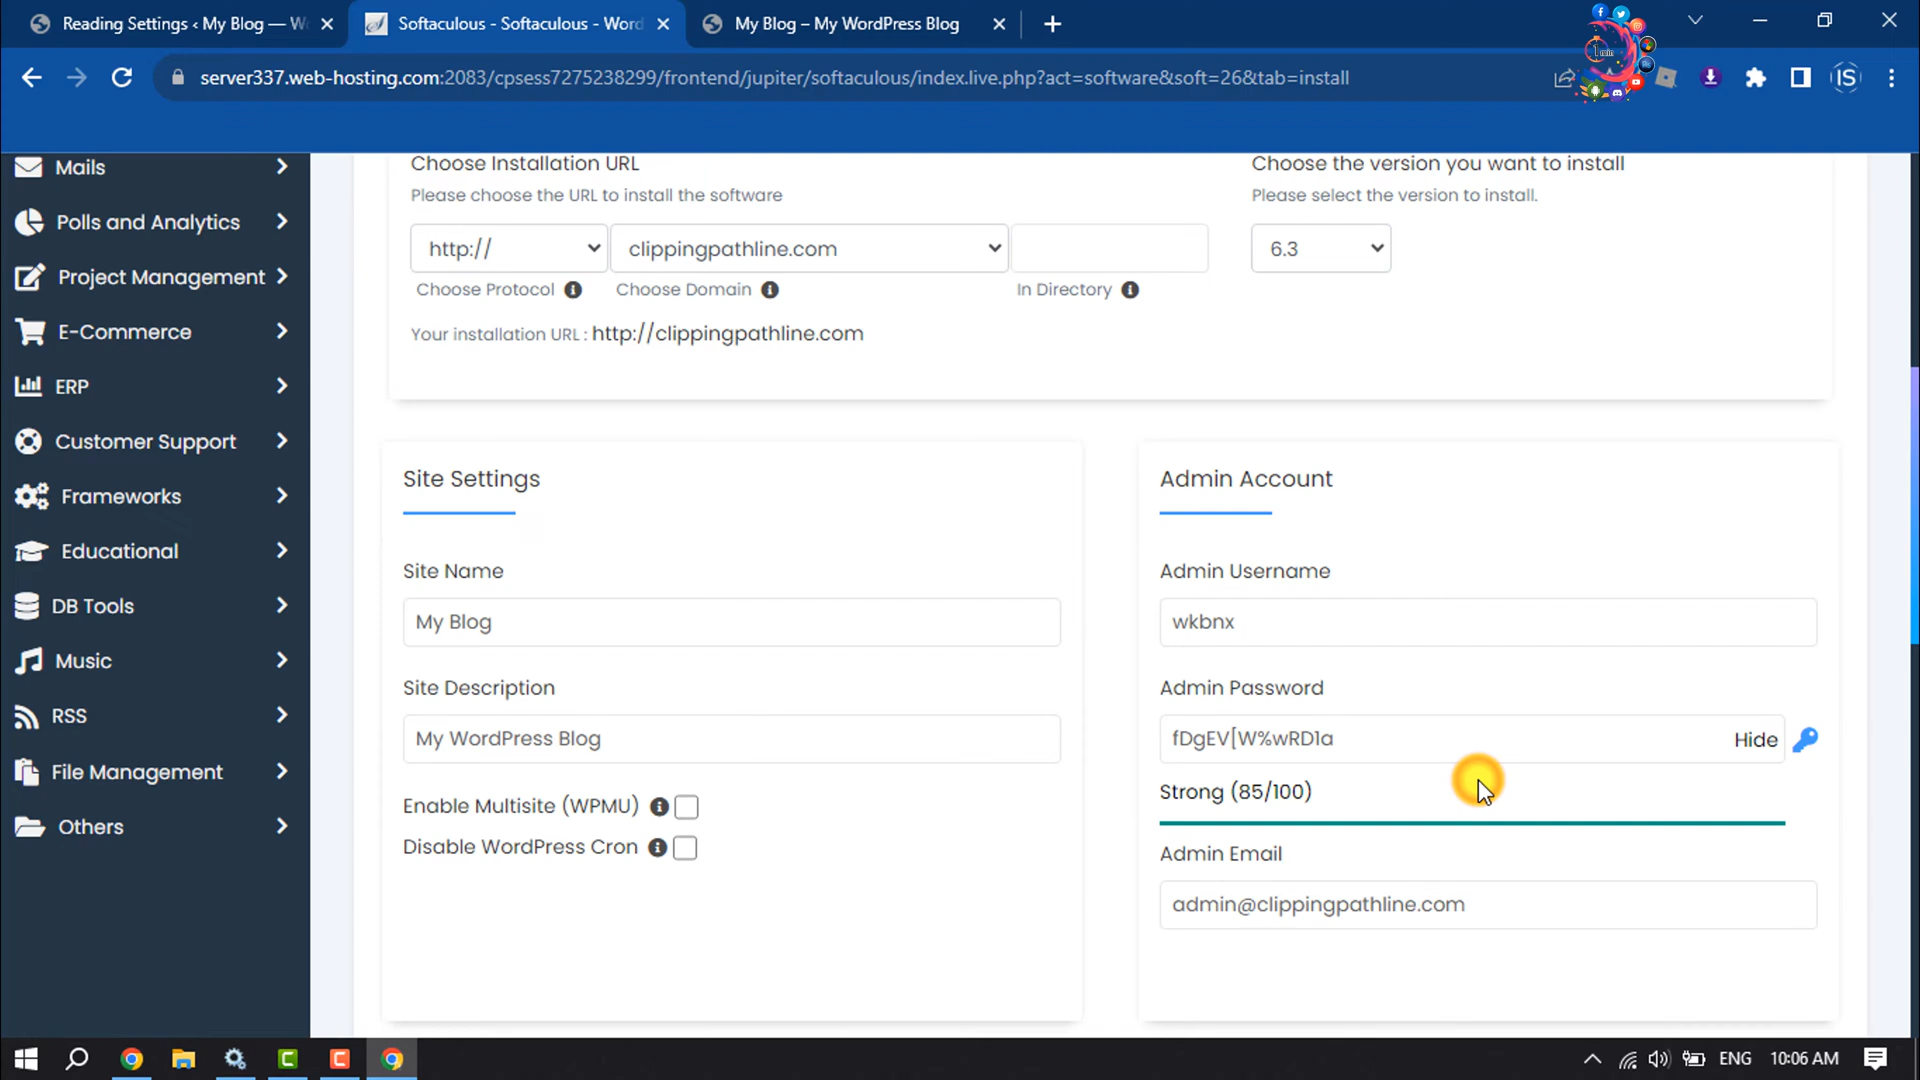 Reading Settings ‹ My Blog — Wo
Softaculous - Softaculous - Word
My Blog – My WordPress Blog
server337.web-hosting.com:2083/cpsess7275238299/frontend/jupiter/softaculous/index.live.php?act=software&soft=26&tab=install
IS
Mails
Polls and Analytics
Project Management
E-Commerce
ERP
Customer Support
Frameworks
Educational
DB Tools
Music
RSS
File Management
Others
Choose Installation URL
Please choose the URL to install the software
http://
clippingpathline.com
Choose Protocol
Choose Domain
In Directory
Your installation URL : http://clippingpathline.com
Choose the version you want to install
Please select the version to install.
6.3
Site Settings
Site Name
My Blog
Site Description
My WordPress Blog
Enable Multisite (WPMU)
Disable WordPress Cron
Admin Account
Admin Username
wkbnx
Admin Password
fDgEV[W%wRD1a
Hide
Strong (85/100)
Admin Email
admin@clippingpathline.com
ENG
10:06 AM